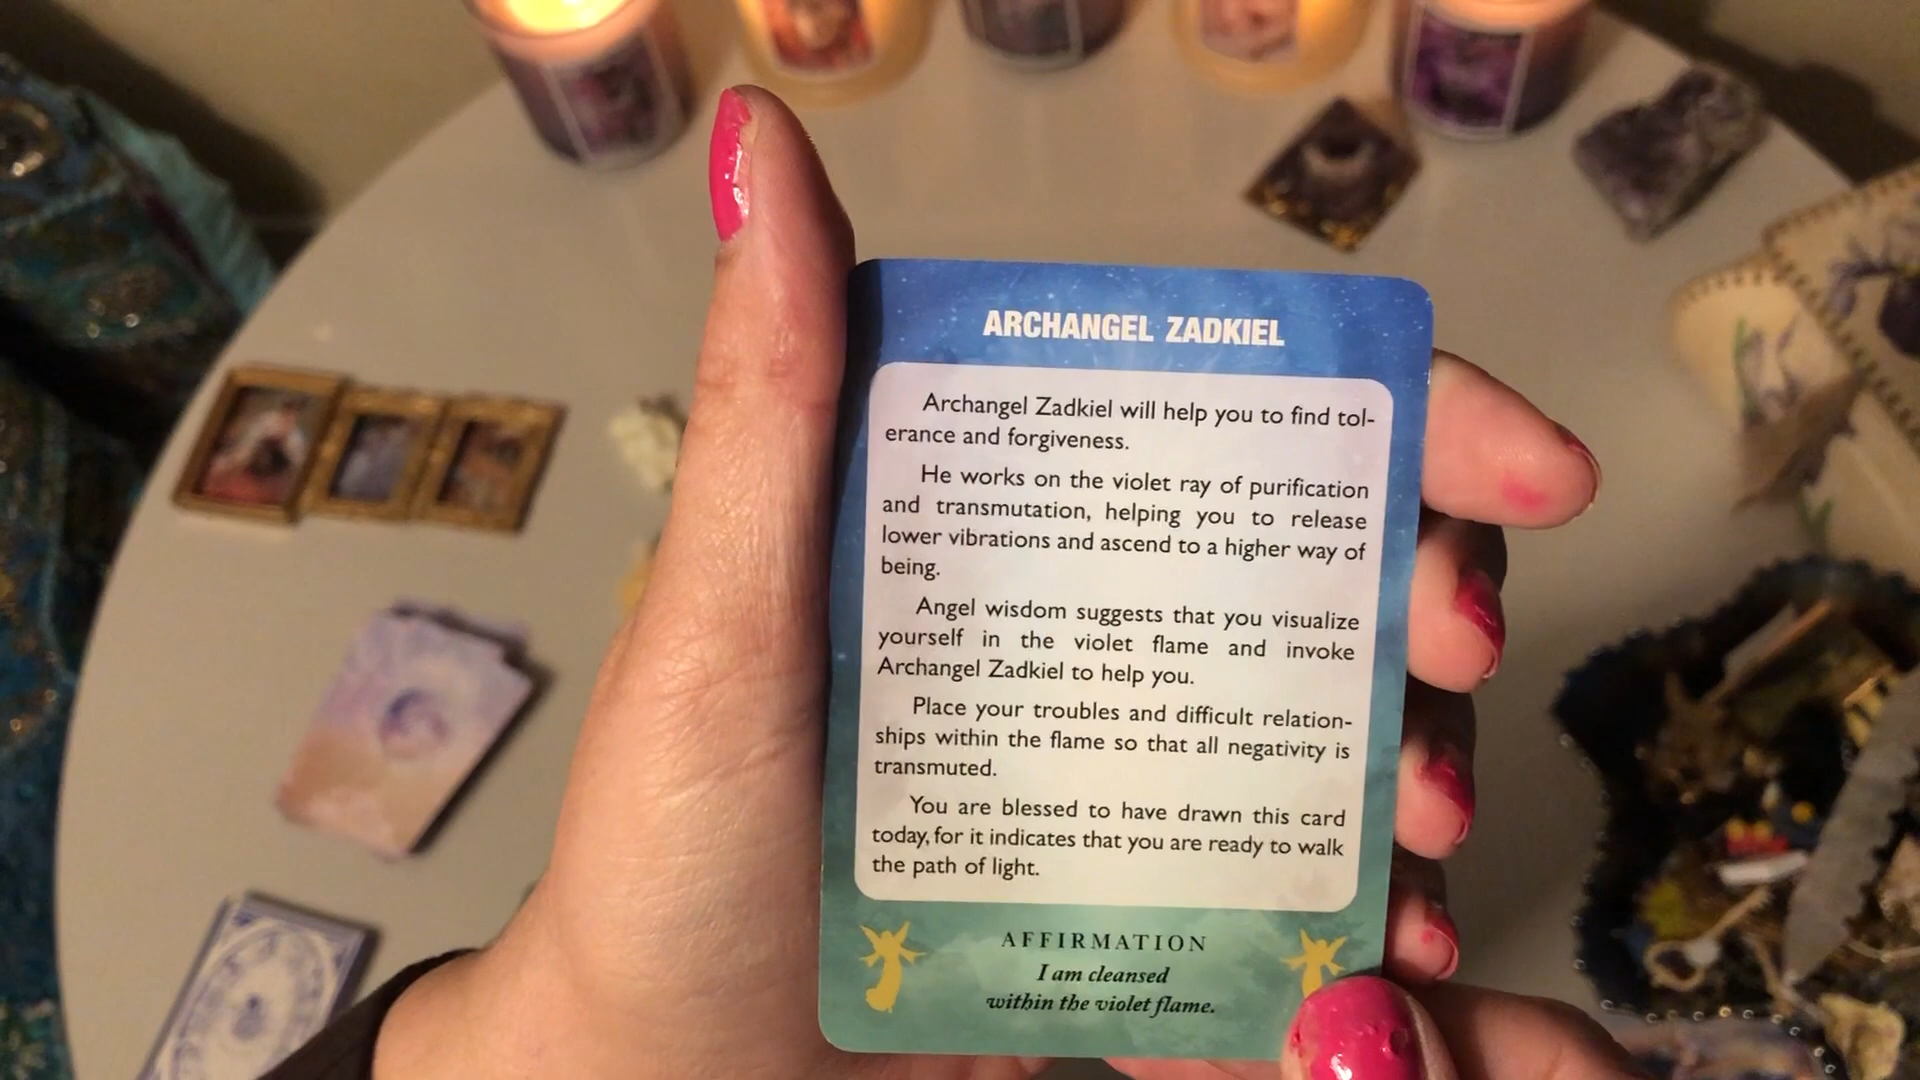 ARCHANGEL ZADKIEL
Archangel Zadkiel will help you to find tol-
erance and forgiveness.
He works on the violet ray of purification
and transmutation, helping you to release
lower vibrations and ascend to a higher way of
being.
Angel wisdom suggests that you visualize
yourself in the violet flame and invoke
Archangel Zadkiel to help you.
Place your troubles and difficult relation-
ships within the flame so that all negativity is
transmuted.
You are blessed to have drawn this card
today, for it indicates that you are ready to walk
the path of light.
AFFIRMATION
I am cleansed
within the violet flame.